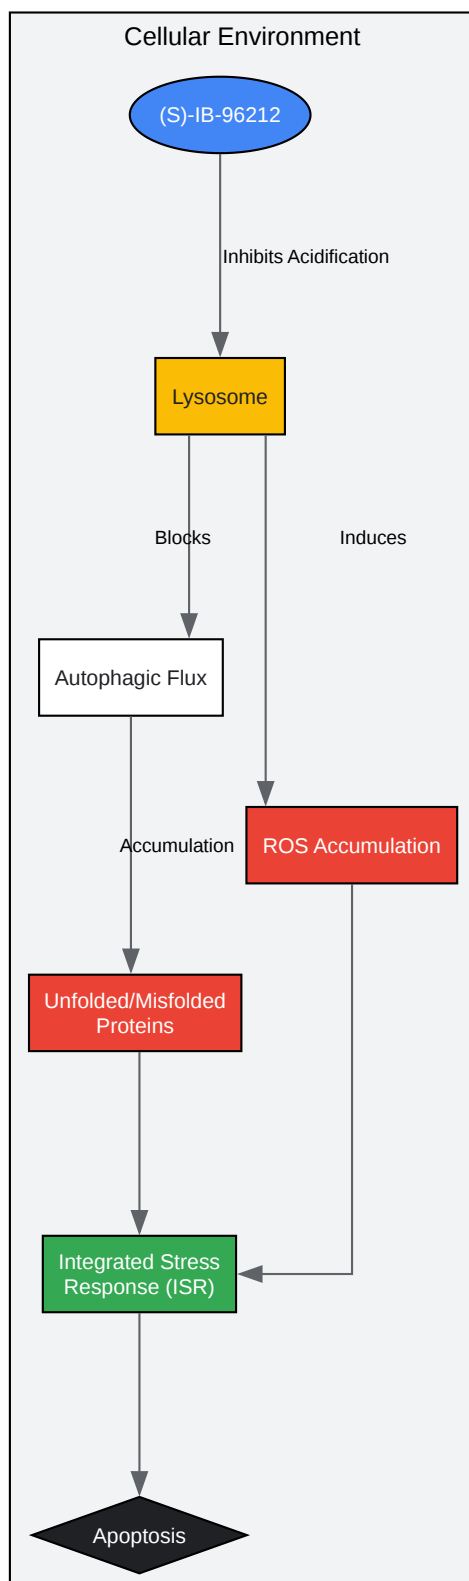 Cellular Environment
(S)-IB-96212
Inhibits Acidification
Lysosome
Blocks
Induces
Autophagic Flux
Accumulation
ROS Accumulation
Unfolded/Misfolded
Proteins
Integrated Stress
Response (ISR)
Apoptosis